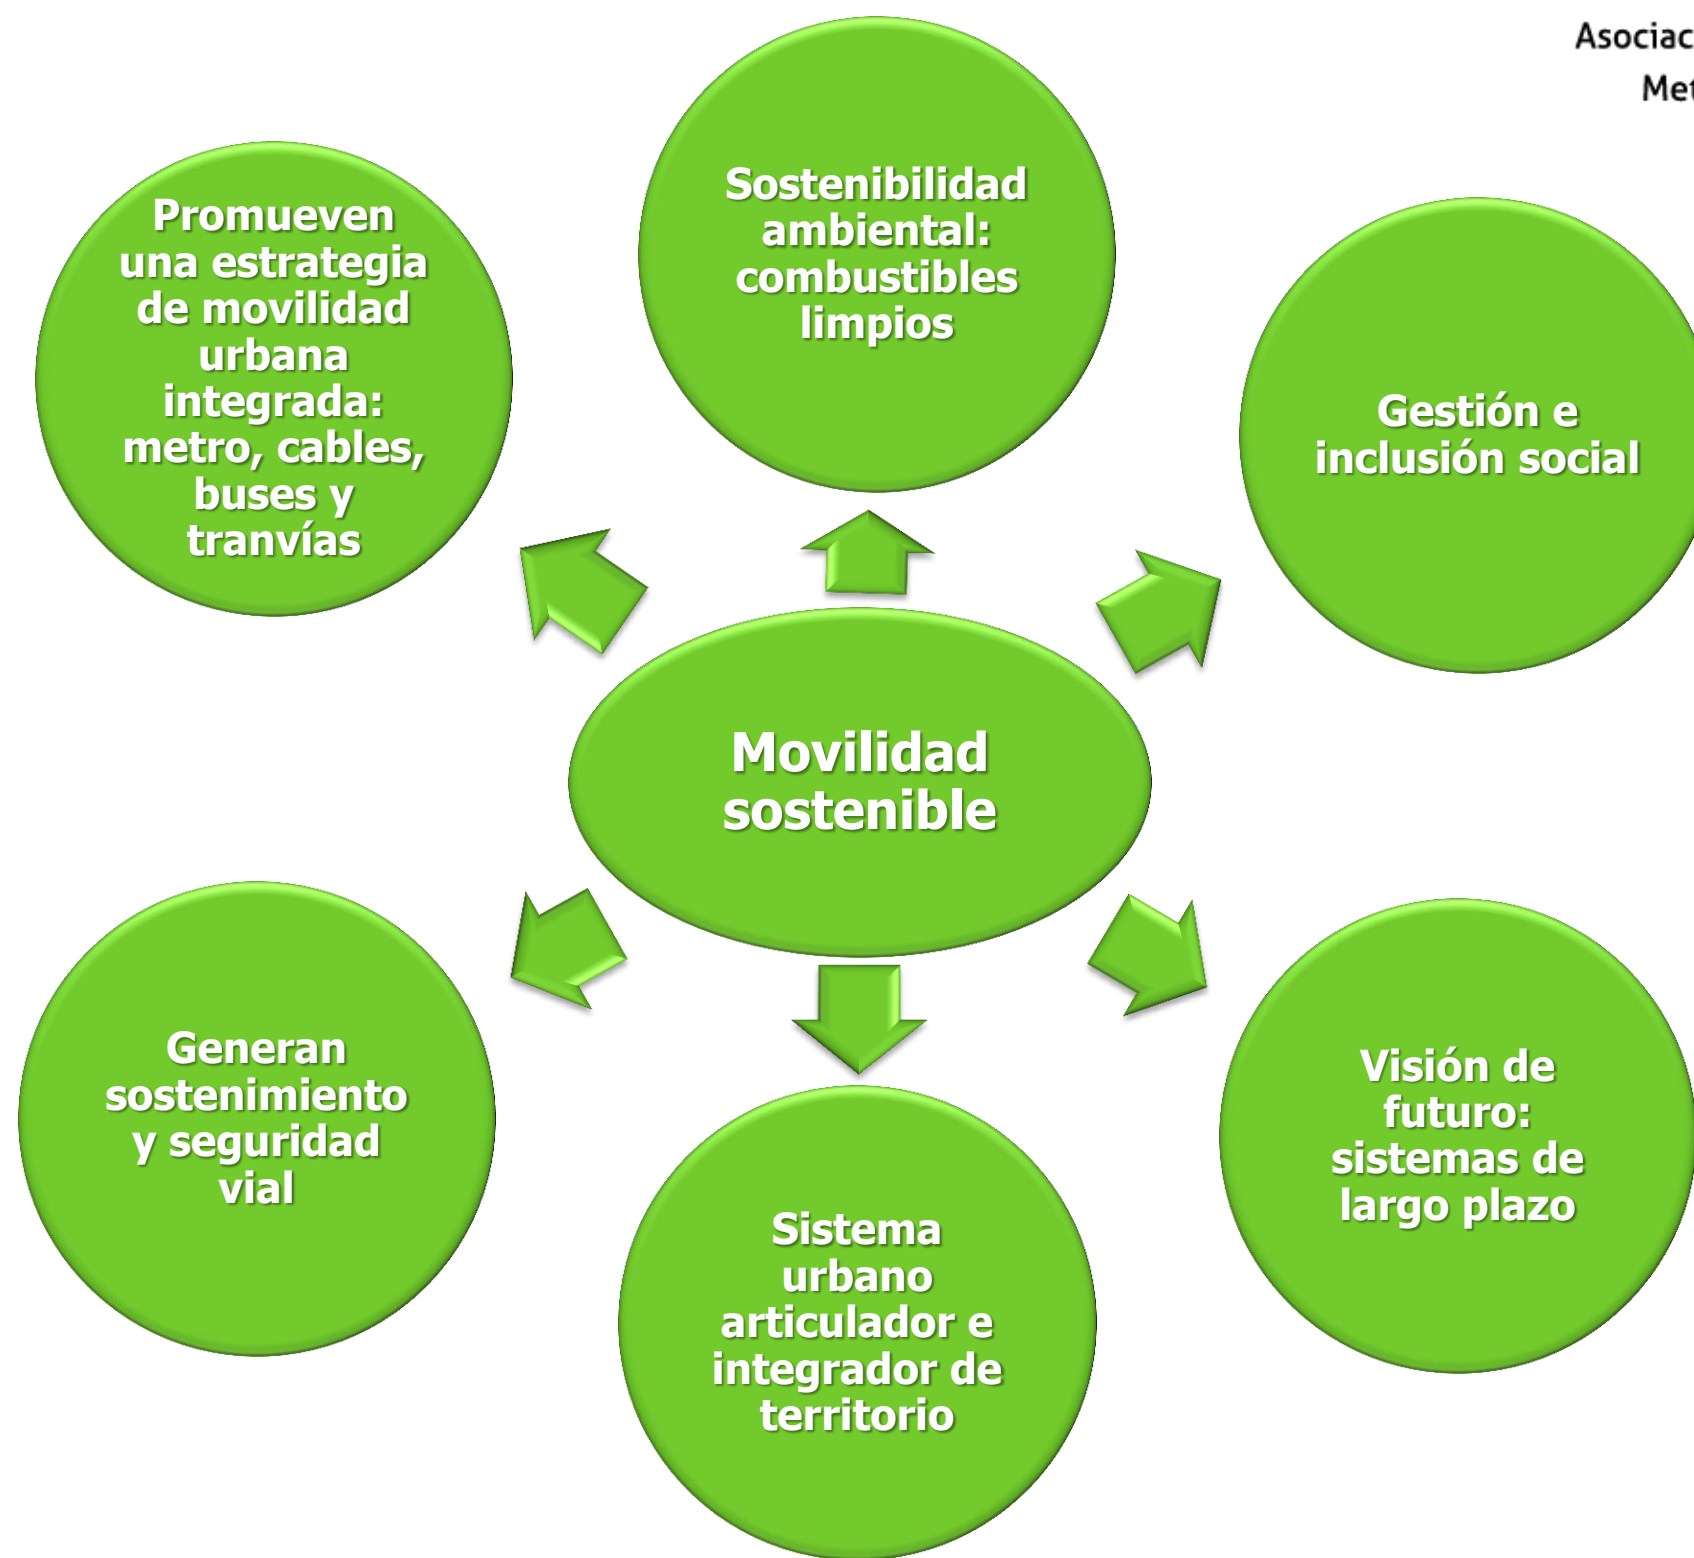 Asociac
Met
Sostenibilidad
ambiental:
combustibles
limpios
Promueven
una estrategia
de movilidad
urbana
integrada:
metro, cables,
buses y
tranvías
Gestión e
inclusión social
Movilidad
sostenible
Generan
sostenimiento
y seguridad
vial
Visión de
futuro:
sistemas de
largo plazo
Sistema
urbano
articulador e
integrador de
territorio